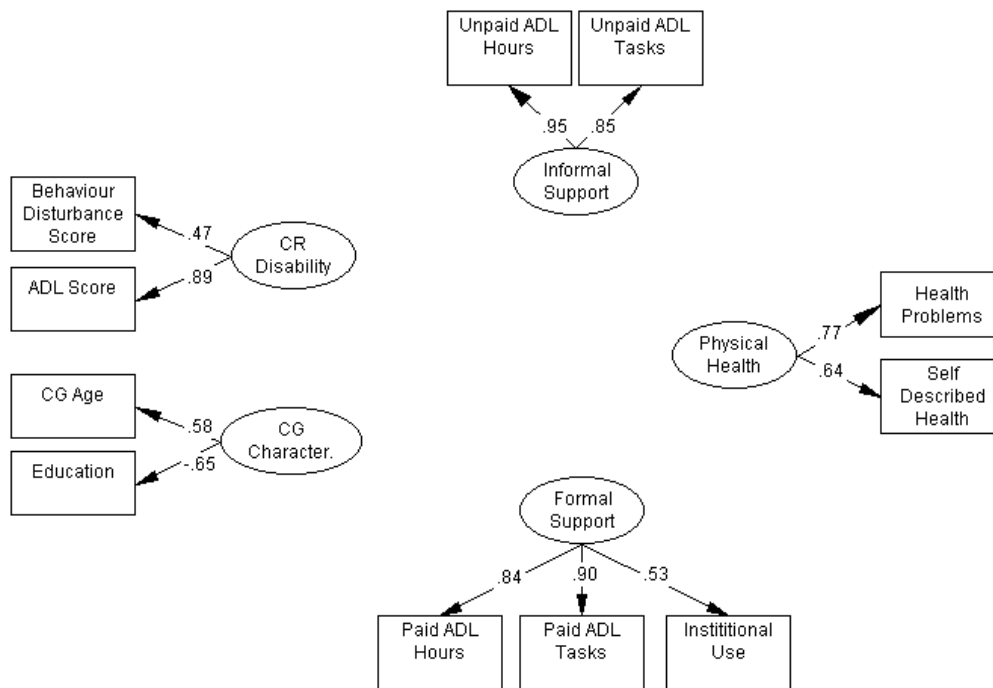 Unpaid ADL
Hours
Unpaid ADL
Tasks
.95
.85
Informal
Support
Behaviour
Disturbance
Score
.47
CR
Disability
ADL Score
.89
Health
Problems
.77
Physical
Health
.64
Self
Described
Health
CG Age
.58
CG
Character.
-.65
Education
Formal
Support
.84
.90
.53
Paid ADL
Hours
Paid ADL
Tasks
Instititional
Use